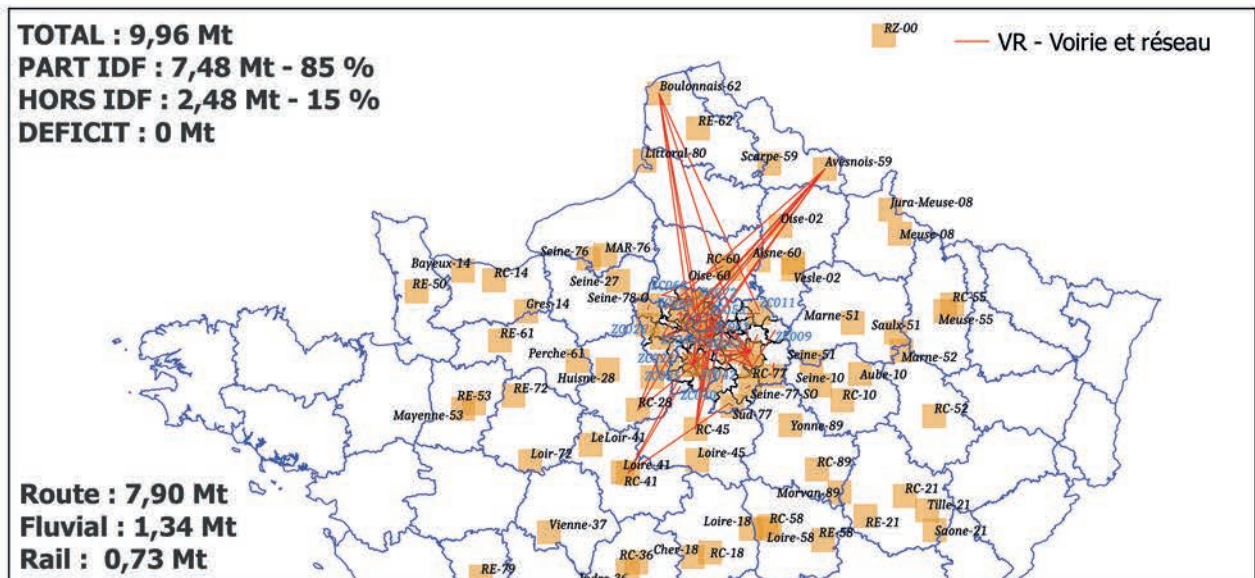 TOTAL : 9,96 Mt
PART IDF : 7,48 Mt - 85 %
HORS IDF : 2,48 Mt - 15 %
DEFICIT : 0 Mt
RZ-00
VR - Voirie et réseau
Boulonnais-62
RE-62
Littoral-80
Scarpe-59
Avesnois-59
Jura-Meuse-08
Oise-02
Meuse-08
Seine-76
MAR-76
RC-60
Aisne-60
Bayeux-14
RC-14
Seine-27
Oise-60
Vesle-02
RE-50
Seine-78-O
ZC011
RC-55
Gres-14
Meuse-55
Marne-51
Saulx-51
RE-61
ZC009
Perche-61
Seine-51
Marne-52
Huisne-28
RC-77
Seine-10
Aube-10
RE-53
RE-72
Seine-77-SO
RC-10
Mayenne-53
RC-28
Sud-77
RC-52
RC-45
Yonne-89
LeLoir-41
Loir-72
Loire-41
Loire-45
RC-89
RC-41
Morvan-89
RC-21
Route : 7,90 Mt
Tille-21
Fluvial : 1,34 Mt
Vienne-37
Loire-18
RC-58
RE-21
Loire-58
RE-58
Saone-21
Rail : 0,73 Mt
RC-36
Cher-18
RC-18
RE-79